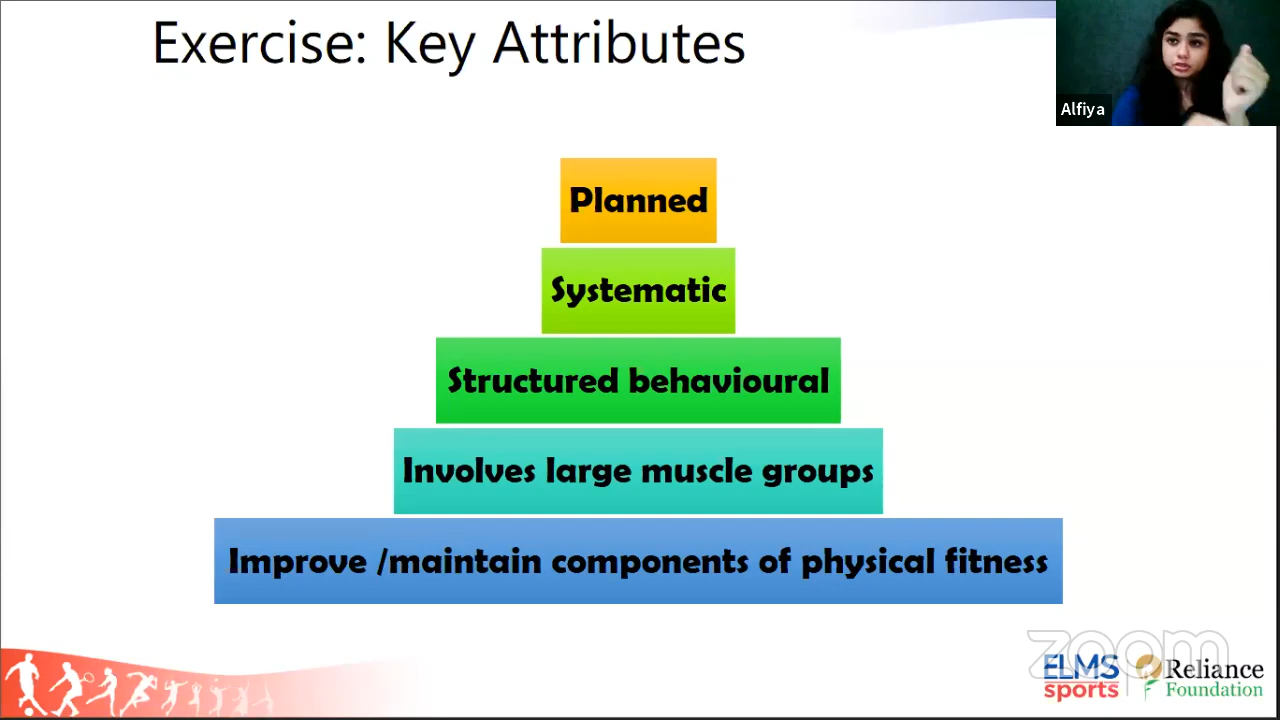 Exercise: Key Attributes
Alfiya
Planned
Systematic
Structured behavioural
Involves large muscle groups
Improve /maintain components of physical fitness
zoom
ELMS
sports
Reliance
Foundation